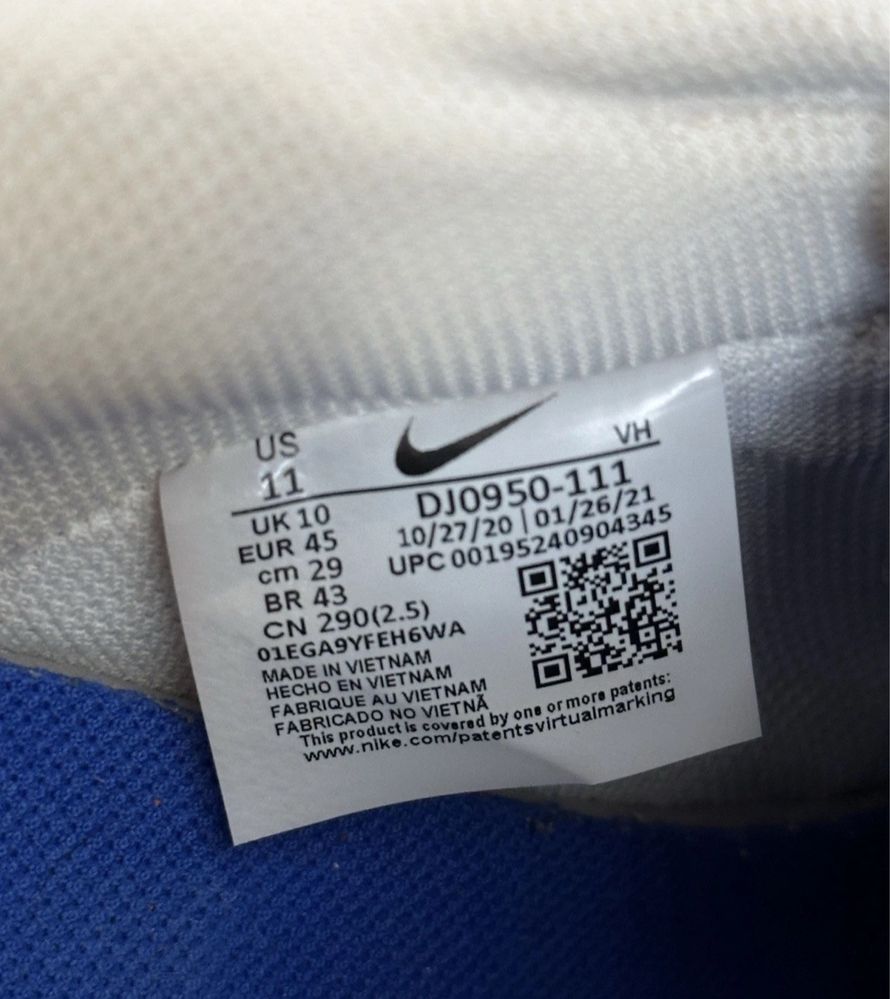 US
11
VH
DJ0950-111
10/27/20 | 01/26/21
UPC 00195240904345
UK 10
EUR 45
cm 29
BR 43
CN 290(2.5)
01EGA9YFEH6WA
MADE IN VIETNAM
HECHO EN VIETNAM
FABRIQUE AU VIETNAM
FABRICADO NO VIETNÃ
This product is covered by one or more patents:
www.nike.com/patentsvirtualmarking